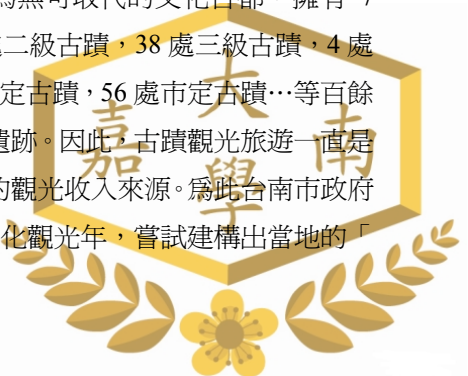 為無可取代的文化古都，擁有 7
二級古蹟，38 處三級古蹟，4 處
定古蹟，56 處市定古蹟…等百餘
遺跡。因此，古蹟觀光旅遊一直是
的觀光收入來源。為此台南市政府
化觀光年，嘗試建構出當地的「
嘉南大學